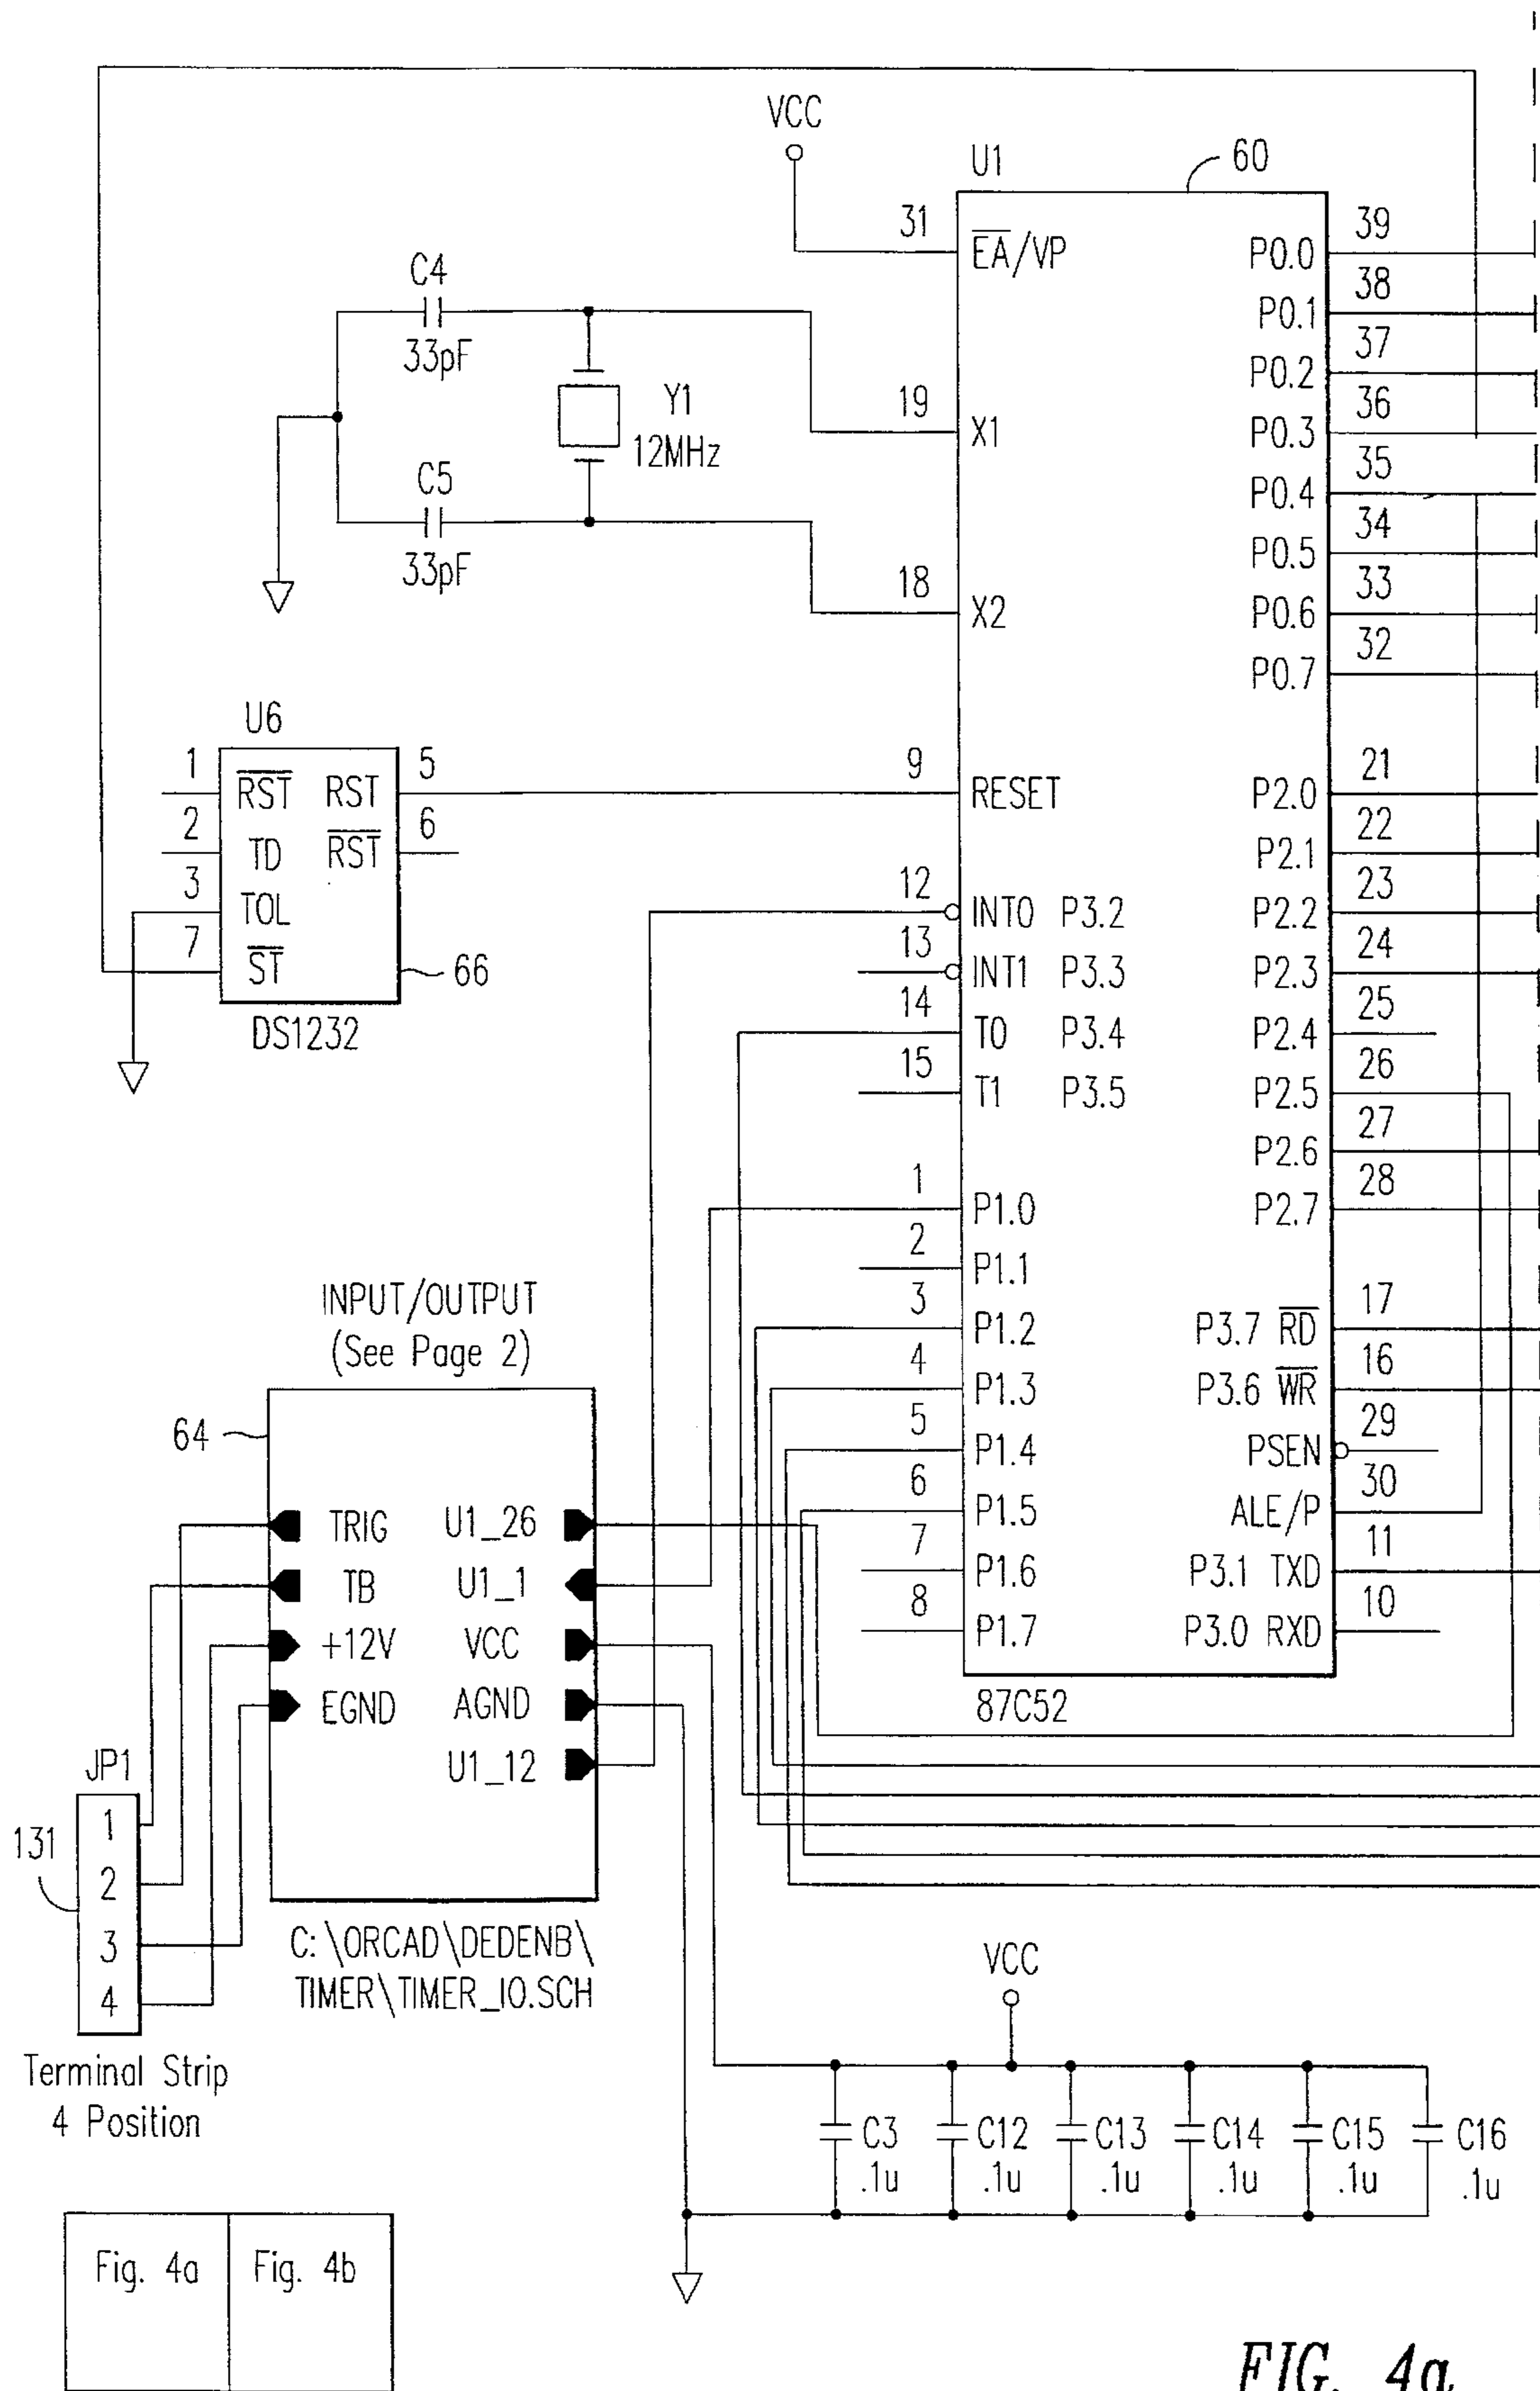 VCC
U1
60
31
EA/VP
P0.0
39
C4
33pF
P0.1
38
P0.2
37
19
X1
Y1
12MHz
P0.3
36
C5
33pF
P0.4
35
P0.5
34
18
X2
P0.6
33
P0.7
32
U6
1
RST
RST
5
2
TD
RST
6
3
TOL
7
ST
66
DS1232
9
RESET
P2.0
21
P2.1
22
12
INT0 P3.2
P2.2
23
13
INT1 P3.3
P2.3
24
14
T0 P3.4
P2.4
25
15
T1 P3.5
P2.5
26
P2.6
27
1
P1.0
P2.7
28
2
P1.1
3
P1.2
P3.7 RD
17
4
P1.3
P3.6 WR
16
5
P1.4
PSEN
29
6
P1.5
ALE/P
30
7
P1.6
P3.1 TXD
11
8
P1.7
P3.0 RXD
10
87C52
INPUT/OUTPUT
(See Page 2)
64
TRIG U1_26
TB U1_1
+12V VCC
EGND AGND
U1_12
JP1
131
1
2
3
4
Terminal Strip
4 Position
C:\ORCAD\DEDENB\
TIMER\TIMER_IO.SCH
VCC
C3
.1u
C12
.1u
C13
.1u
C14
.1u
C15
.1u
C16
.1u
Fig. 4a Fig. 4b
FIG. 4a